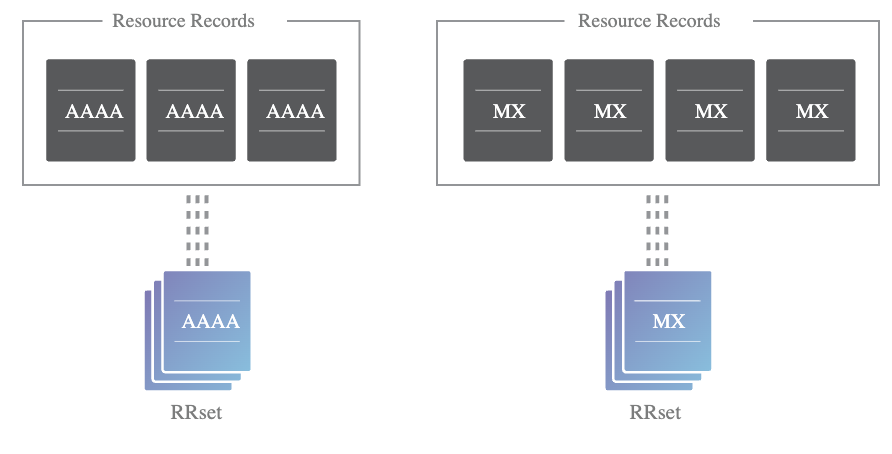 Resource Records
AAAA AAAA AAAA
AAAA
RRset
Resource Records
MX MX MX MX
MX
RRset